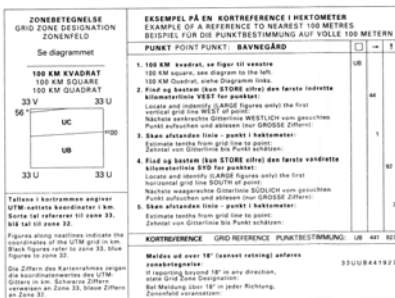 ZONEBETEGNELSE
GRID ZONE DESIGNATION
ZONENFELD
Se diagrammet
100 KM KVADRAT
100 KM SQUARE
100 KM QUADRAT
33 V 33 U
56°
UC
6200
UB
33 U 33 U
Tallene i kortrammen angiver
UTM-nettets koordinater i km.
Sorte tal refererer til zone 33,
blå tal til zone 32.
Figures along neatlines indicate the
coordinates of the UTM grid in km.
Black figures refer to zone 33, blue
figures to zone 32.
Die Ziffern des Kartenrahmes zeigen
die koordinatenwertes des UTM-
Gitters in km. Schwarze Ziffern
verweisen an Zone 33, blaue Ziffern
an Zone 32.
EKSEMPEL PÅ EN KORTREFERENCE I HEKTOMETER
EXAMPLE OF A REFERENCE TO NEAREST 100 METRES
BEISPIEL FÜR DIE PUNKTBESTIMMUNG AUF VOLLE 100 METERN
PUNKT POINT PUNKT: BAVNEGÅRD
1. 100 KM kvadrat, se figur til venstre UB
100 KM square, see diagram to the left.
100 KM Quadrat, siehe Diagramm links.
2. Find og bestem (kun STORE cifre) den første lodrette
kilometerlinie VEST for punktet: 44
Locate and indentify (LARGE figures only) the first
vertical grid line WEST of point:
Nächste senkrechte Gitterlinie WESTLICH vom gesuchten
Punkt aufsuchen und ablesen (nur GROSSE Ziffern):
3. Skøn afstanden linie - punkt i hektometer: 1
Estimate tenths from grid line to point:
Zehntel von Gitterlinie bis Punkt schätzen:
4. Find og bestem (kun STORE cifre) den første vandrette
kilometerlinie SYD for punktet: 92
Locate and identify (LARGE figures only) the first
horizontal grid line SOUTH of point:
Nächste waagerechte Gitterlinie SÜDLICH vom gesuchten
Punkt aufsuchen und ablesen (nur GROSSE Ziffern):
5. Skøn afstanden linie - punkt i hektometer:
Estimate tenths from grid line to point:
Zehntel von Gitterlinie bis Punkt schätzen:
KORTREFERENCE GRID REFERENCE PUNKTBESTIMMUNG: UB 441
Meldes ud over 18° (uanset retning) anføres
zonebetegnelse: 33UUB441927
If reporting beyond 18° in any direction,
state Grid Zone Designation.
Bei Meldung über 18° in jeder Richtung,
Zonenfeld voransetzen: